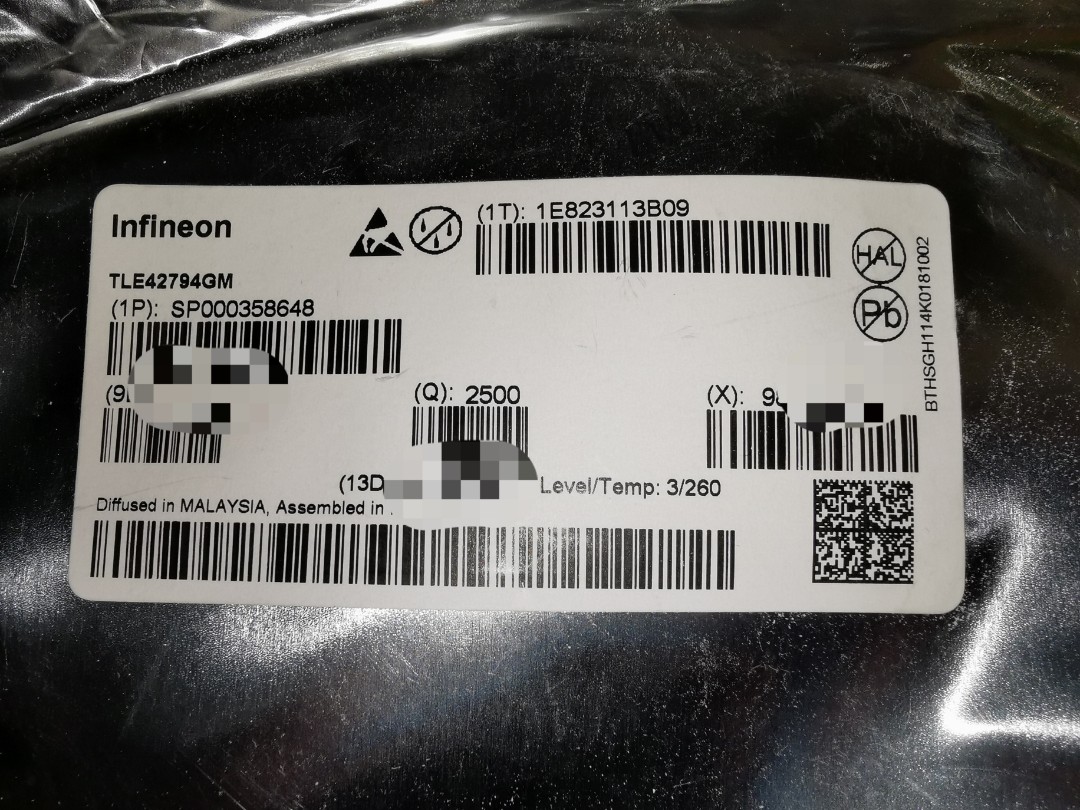 Infineon
(1T): 1E823113B09
HAL
Pb
TLE42794GM
(1P): SP000358648
(Q): 2500
(X):
(13D
Level/Temp: 3/260
Diffused in MALAYSIA, Assembled in
BTHSGH114K0181002